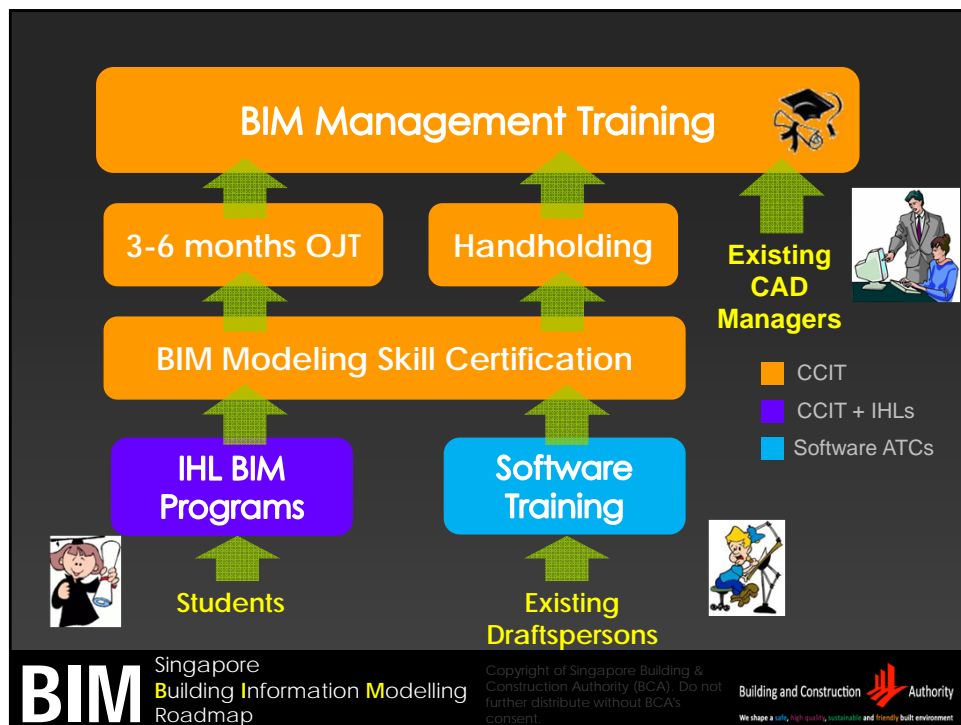 BIM Management Training
3-6 months OJT
Handholding
Existing
CAD
Managers
BIM Modeling Skill Certification
CCIT
CCIT + IHLs
Software ATCs
IHL BIM
Programs
Software
Training
Students
Existing
Draftspersons
BIM
Singapore
Building Information Modelling
Roadmap
Copyright of Singapore Building &
Construction Authority (BCA). Do not
further distribute without BCA's
consent.
Building and Construction Authority
We shape a safe, high quality, sustainable and friendly built environment